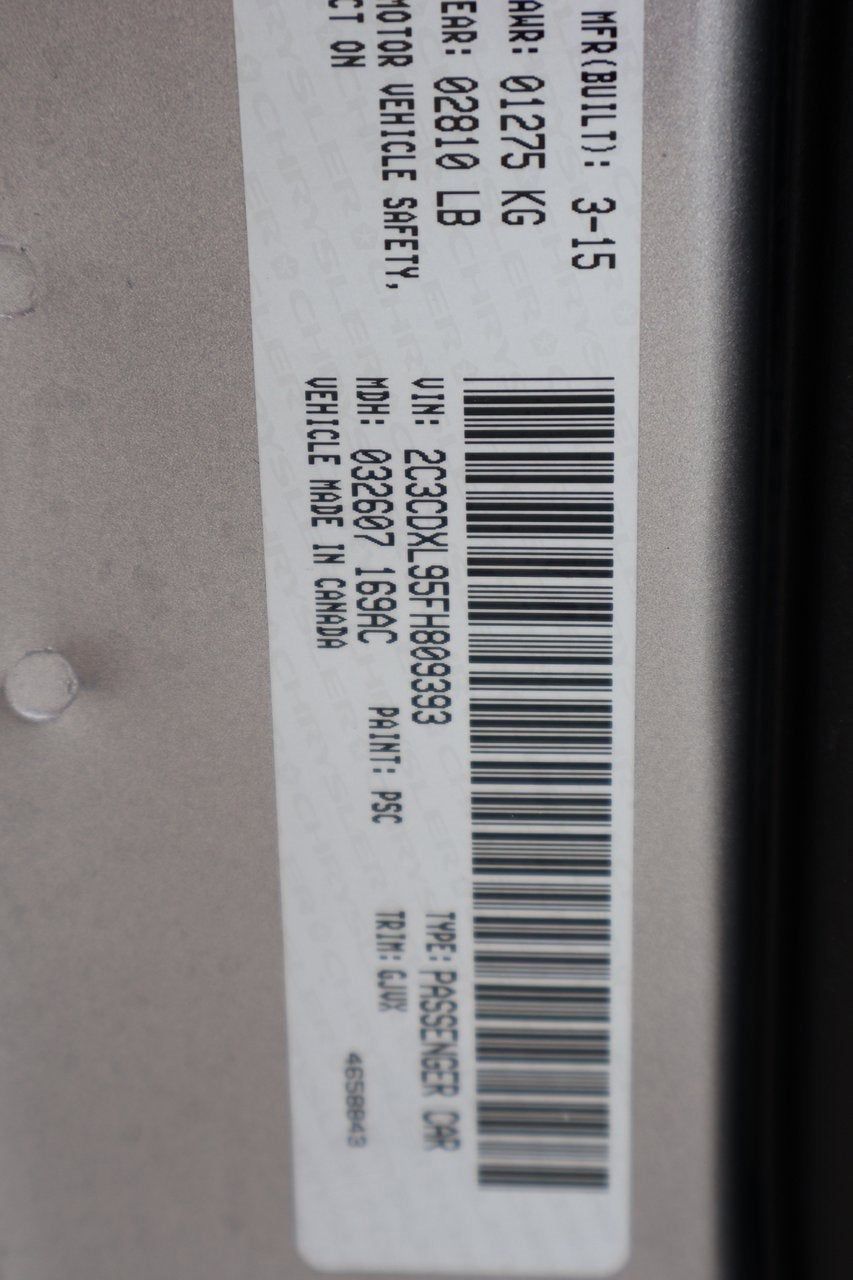 MFR(BUILT): 3-15
AWR: 01275 KG
EAR: 02810 LB
MOTOR VEHICLE SAFETY,
CT ON
VIN: 2C3CDXL95FH809393
TYPE: PASSENGER CAR
MDH: 032607 169AC
PAINT: PSC
TRIM: GJVX
VEHICLE MADE IN CANADA
4658843
CHRYSLER